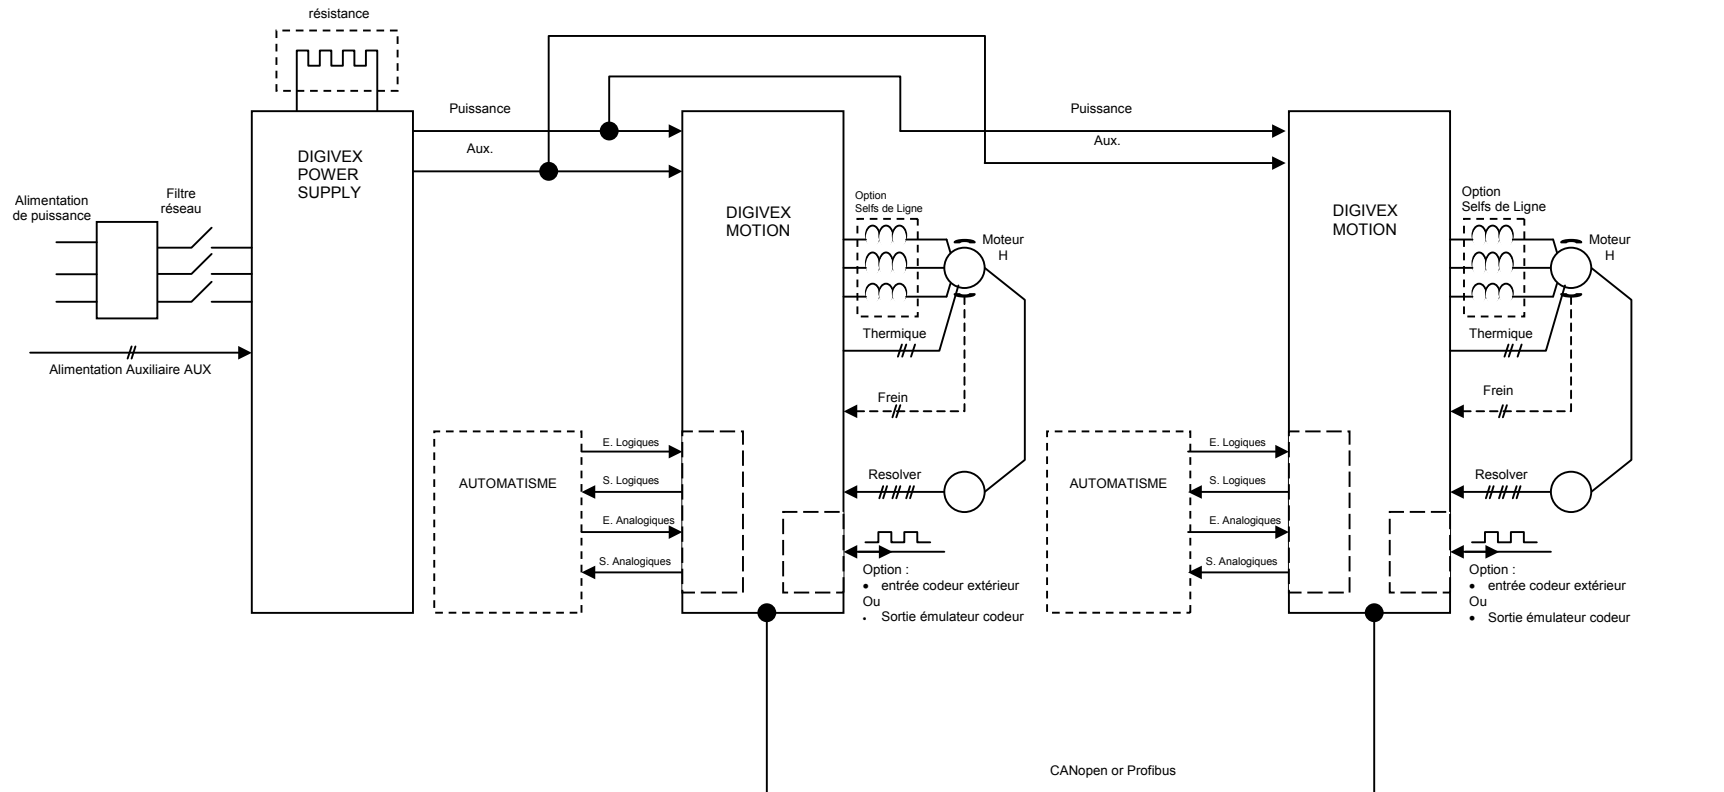 résistance
Puissance
Aux.
Puissance
Aux.
DIGIVEX
POWER
SUPPLY
Alimentation
de puissance
Filtre
réseau
Alimentation Auxiliaire AUX
DIGIVEX
MOTION
Option
Selfs de Ligne
Moteur
H
Thermique
Frein
Resolver
AUTOMATISME
E. Logiques
S. Logiques
E. Analogiques
S. Analogiques
Option :
• entrée codeur extérieur
Ou
. Sortie émulateur codeur
DIGIVEX
MOTION
Option
Selfs de Ligne
Moteur
H
Thermique
Frein
Resolver
AUTOMATISME
E. Logiques
S. Logiques
E. Analogiques
S. Analogiques
Option :
• entrée codeur extérieur
Ou
• Sortie émulateur codeur
CANopen or Profibus